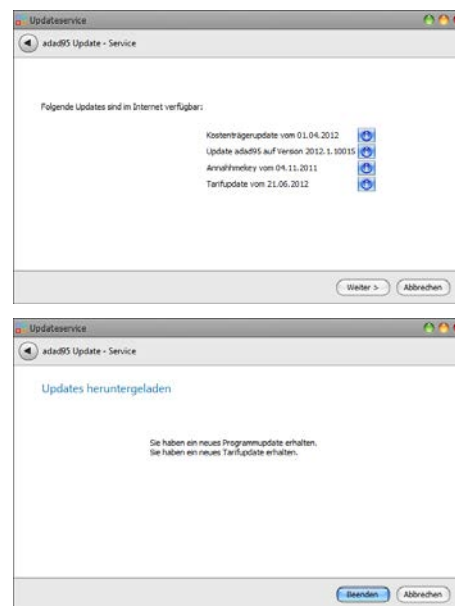 Updateservice
adad95 Update - Service
Folgende Updates sind im Internet verfügbar:
Kostenträgerupdate vom 01.04.2012
Update adad95 auf Version 2012.1.10015
Annahmekey vom 04.11.2011
Tarifupdate vom 21.06.2012
Weiter >
Abbrechen
Updateservice
adad95 Update - Service
Updates heruntergeladen
Sie haben ein neues Programmupdate erhalten.
Sie haben ein neues Tarifupdate erhalten.
Beenden
Abbrechen